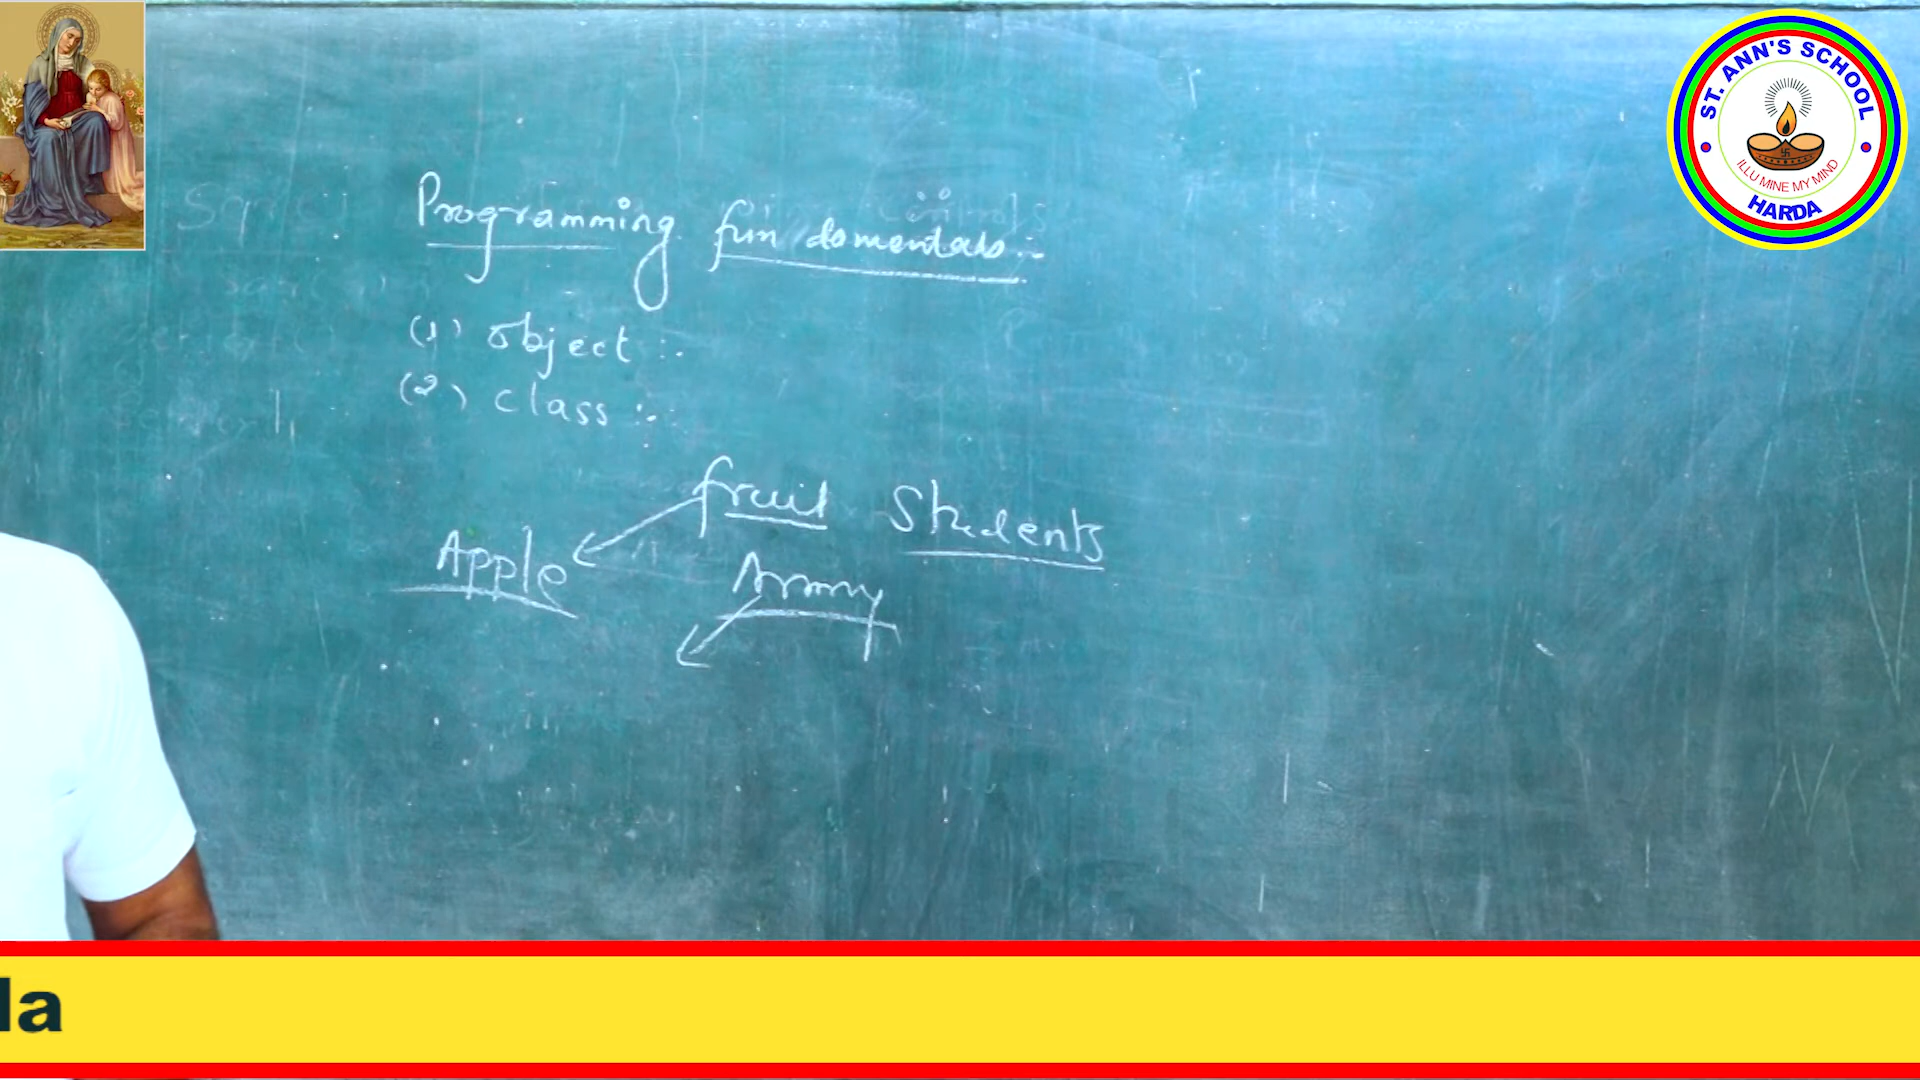 ST. ANN'S SCHOOL
ILLU MINE MY MIND
HARDA
Programming fundamentals :-
(1) object :-
(2) class :-
fruit Students
Apple Army
la